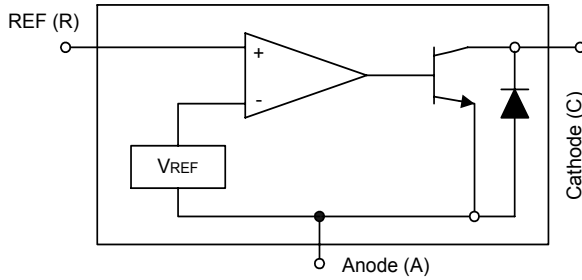 REF (R)
+
-
VREF
Cathode (C)
Anode (A)